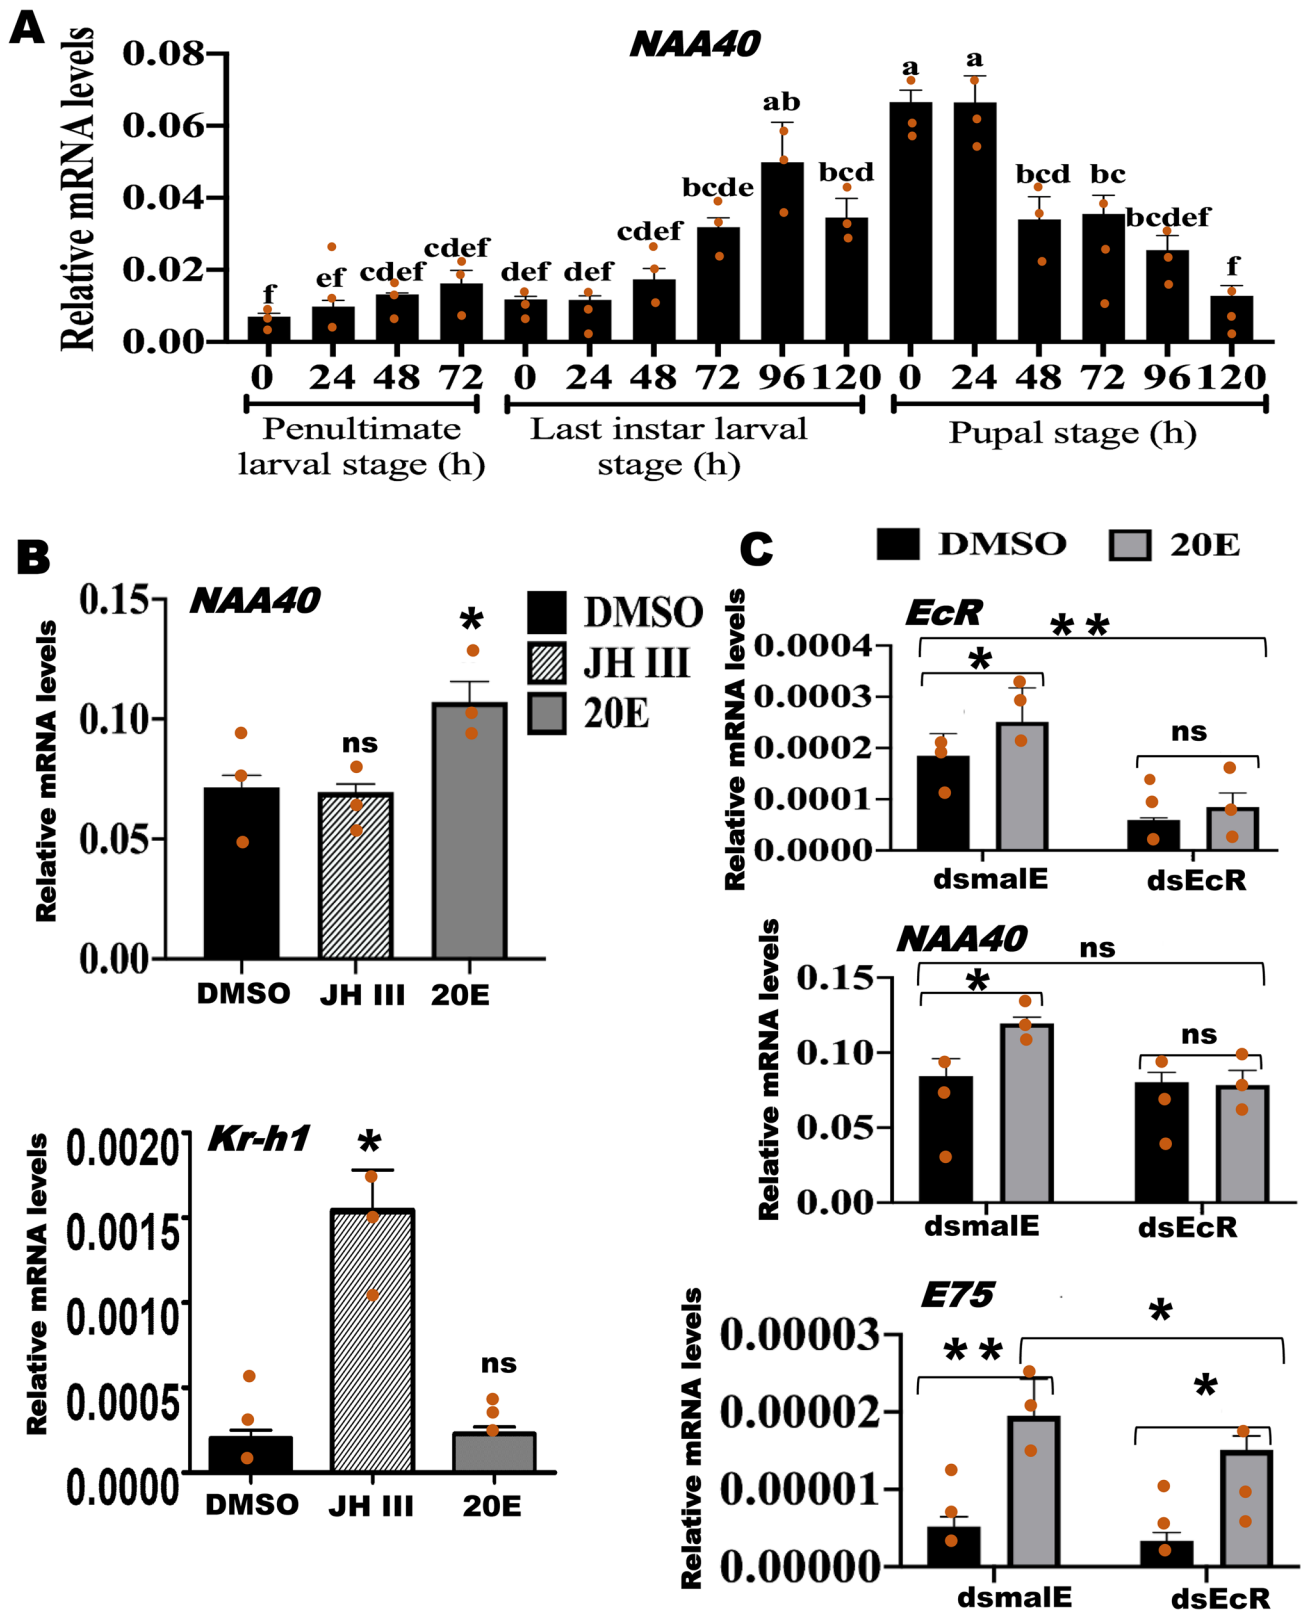 A
NAA40
Relative mRNA levels
0.08
0.06
0.04
0.02
0.00
f ef cdef cdef def def cdef bcde ab bcd a a bcd bc bcdef f
0 24 48 72 0 24 48 72 96 120 0 24 48 72 96 120
Penultimate
larval stage (h)
Last instar larval
stage (h)
Pupal stage (h)
B
NAA40
Relative mRNA levels
0.15
0.10
0.05
0.00
ns
*
DMSO JH III 20E
DMSO
JH III
20E
Kr-h1
Relative mRNA levels
0.0020
0.0015
0.0010
0.0005
0.0000
*
ns
DMSO JH III 20E
C
DMSO 20E
EcR
Relative mRNA levels
0.0004
0.0003
0.0002
0.0001
0.0000
**
*
ns
dsmalE dsEcR
NAA40
Relative mRNA levels
0.15
0.10
0.05
0.00
ns
*
ns
dsmalE dsEcR
E75
Relative mRNA levels
0.00003
0.00002
0.00001
0.00000
*
**
*
dsmalE dsEcR